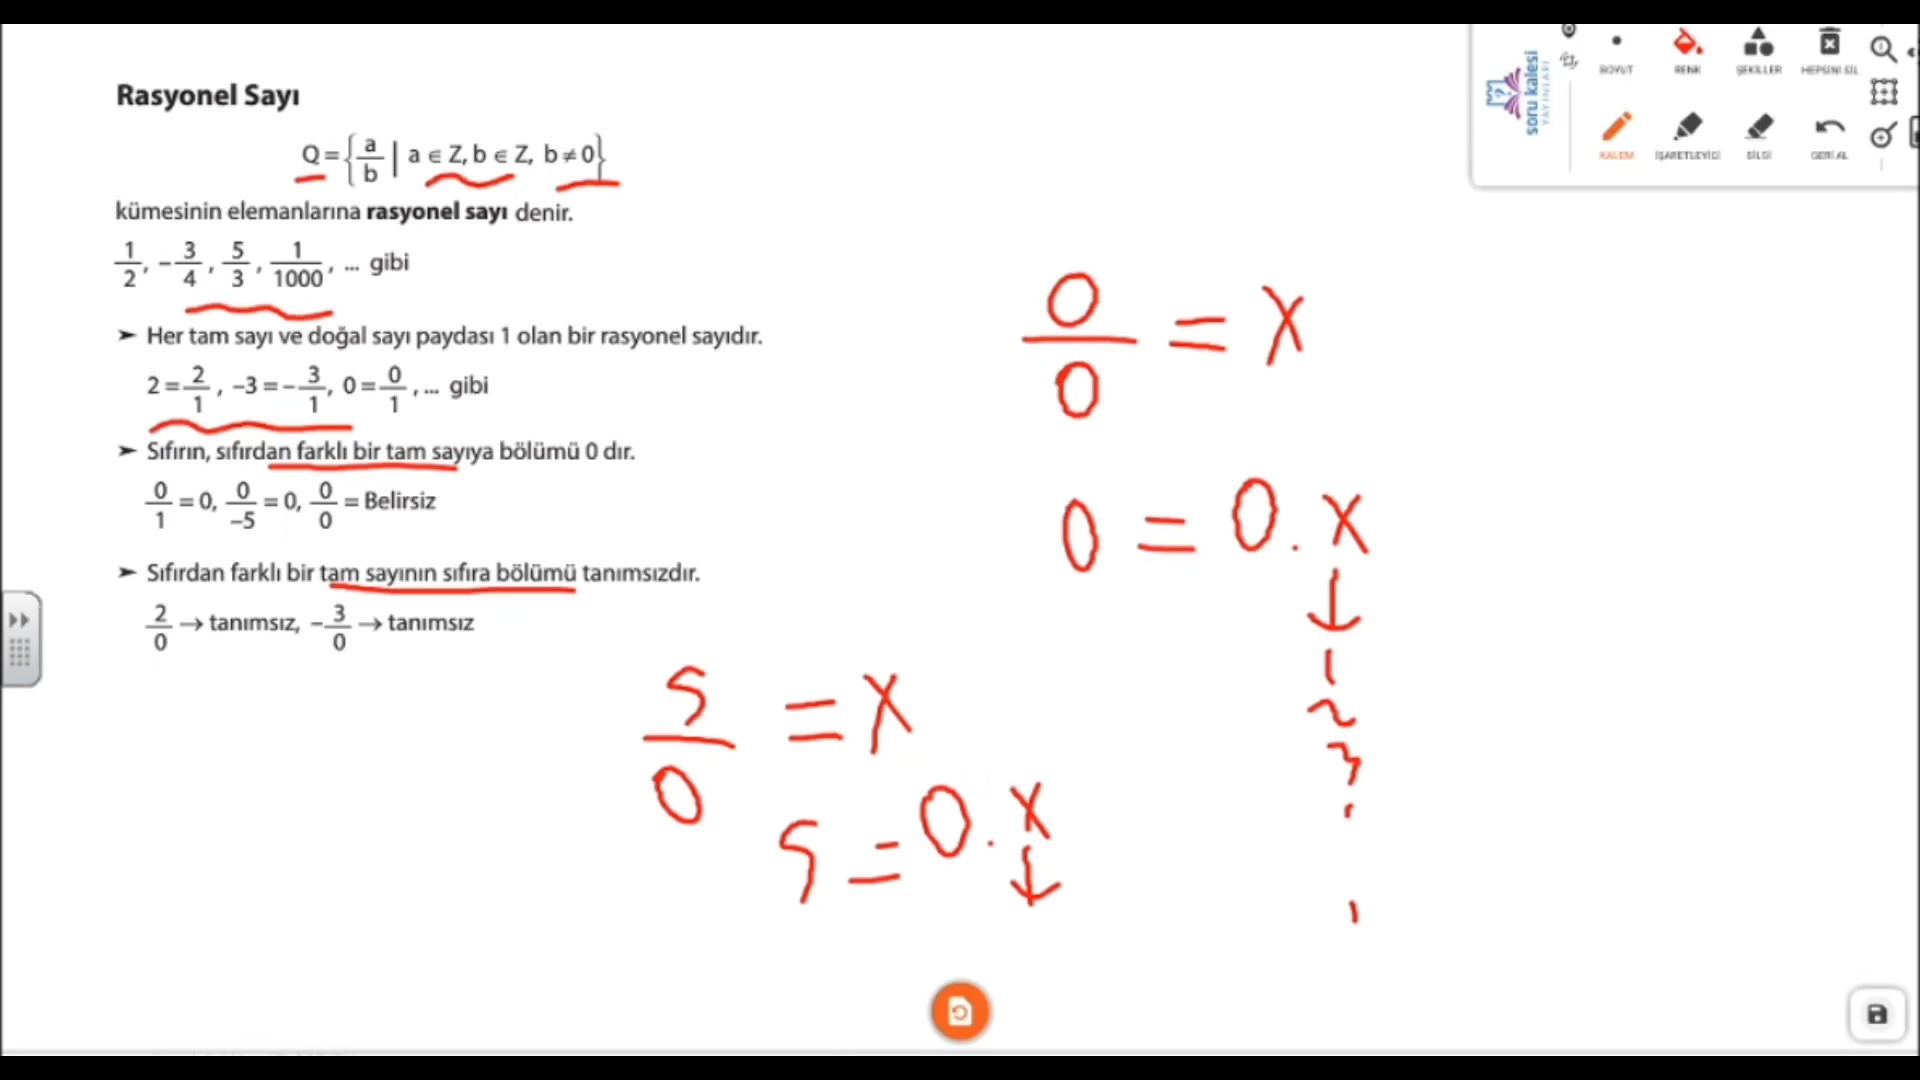 Rasyonel Sayı
Q = { a/b | a ∈ Z, b ∈ Z, b ≠ 0}
kümesinin elemanlarına rasyonel sayı denir.
1/2, –3/4, 5/3, 1/1000, ... gibi
➤ Her tam sayı ve doğal sayı paydası 1 olan bir rasyonel sayıdır.
2 = 2/1, –3 = –3/1, 0 = 0/1, ... gibi
➤ Sıfırın, sıfırdan farklı bir tam sayıya bölümü 0 dır.
0/1 = 0, 0/–5 = 0, 0/0 = Belirsiz
➤ Sıfırdan farklı bir tam sayının sıfıra bölümü tanımsızdır.
2/0 → tanımsız, –3/0 → tanımsız
0/0 = x
0 = 0.x
↓
1
2
3
.
.
5/0 = x
5 = 0.x
↓
soru kalesi
YAYINLARI
BOYUT RENK ŞEKİLLER HEPSİNİ SİL
KALEM İŞARETLEYİCİ SİLGİ GERİ AL